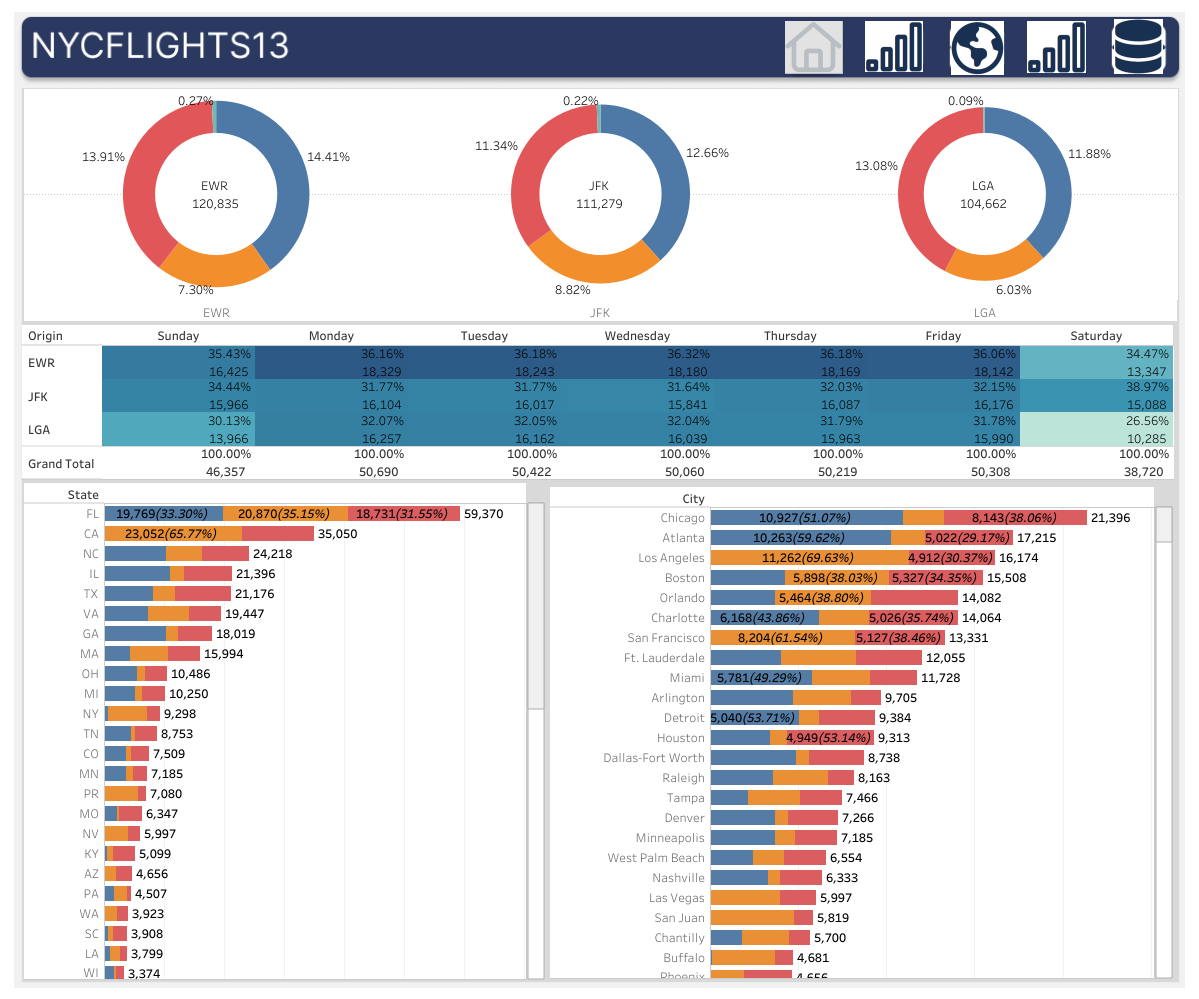 NYCFLIGHTS13
0.27% 0.22% 0.09%
13.91% 14.41% 11.34% 12.66% 13.08% 11.88%
EWR JFK LGA
120,835 111,279 104,662
7.30% 8.82% 6.03%
EWR JFK LGA
Origin Sunday Monday Tuesday Wednesday Thursday Friday Saturday
EWR 35.43% 36.16% 36.18% 36.32% 36.18% 36.06% 34.47%
16,425 18,329 18,243 18,180 18,169 18,142 13,347
JFK 34.44% 31.77% 31.77% 31.64% 32.03% 32.15% 38.97%
15,966 16,104 16,017 15,841 16,087 16,176 15,088
LGA 30.13% 32.07% 32.05% 32.04% 31.79% 31.78% 26.56%
13,966 16,257 16,162 16,039 15,963 15,990 10,285
Grand Total 100.00% 100.00% 100.00% 100.00% 100.00% 100.00% 100.00%
46,357 50,690 50,422 50,060 50,219 50,308 38,720
State
FL 19,769(33.30%) 20,870(35.15%) 18,731(31.55%) 59,370
CA 23,052(65.77%) 35,050
NC 24,218
IL 21,396
TX 21,176
VA 19,447
GA 18,019
MA 15,994
OH 10,486
MI 10,250
NY 9,298
TN 8,753
CO 7,509
MN 7,185
PR 7,080
MO 6,347
NV 5,997
KY 5,099
AZ 4,656
PA 4,507
WA 3,923
SC 3,908
LA 3,799
WI 3,374
City
Chicago 10,927(51.07%) 8,143(38.06%) 21,396
Atlanta 10,263(59.62%) 5,022(29.17%) 17,215
Los Angeles 11,262(69.63%) 4,912(30.37%) 16,174
Boston 5,898(38.03%) 5,327(34.35%) 15,508
Orlando 5,464(38.80%) 14,082
Charlotte 6,168(43.86%) 5,026(35.74%) 14,064
San Francisco 8,204(61.54%) 5,127(38.46%) 13,331
Ft. Lauderdale 12,055
Miami 5,781(49.29%) 11,728
Arlington 9,705
Detroit 5,040(53.71%) 9,384
Houston 4,949(53.14%) 9,313
Dallas-Fort Worth 8,738
Raleigh 8,163
Tampa 7,466
Denver 7,266
Minneapolis 7,185
West Palm Beach 6,554
Nashville 6,333
Las Vegas 5,997
San Juan 5,819
Chantilly 5,700
Buffalo 4,681
Phoenix 4,656